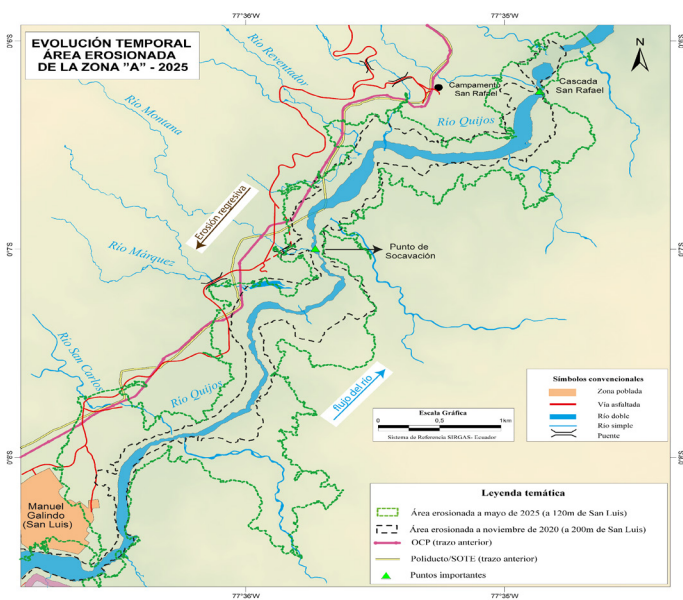 77°36'W
77°35'W
0°6'S
0°6'S
EVOLUCIÓN TEMPORAL
ÁREA EROSIONADA
DE LA ZONA "A" - 2025
N
Río Reventador
Campamento
San Rafael
Cascada
San Rafael
Río Montana
Río Quijos
Erosión regresiva
0°7'S
0°7'S
Río Márquez
Punto de
Socavación
Río San Carlos
Río Quijos
flujo del río
Símbolos convencionales
Zona poblada
Vía asfaltada
Río doble
Río simple
Puente
Escala Gráfica
0
0,5
1km
Sistema de Referencia SIRGAS- Ecuador
0°8'S
0°8'S
Manuel
Galindo
(San Luis)
Leyenda temática
Área erosionada a mayo de 2025 (a 120m de San Luis)
Área erosionada a noviembre de 2020 (a 200m de San Luis)
OCP (trazo anterior)
Poliducto/SOTE (trazo anterior)
Puntos importantes
77°36'W
77°35'W